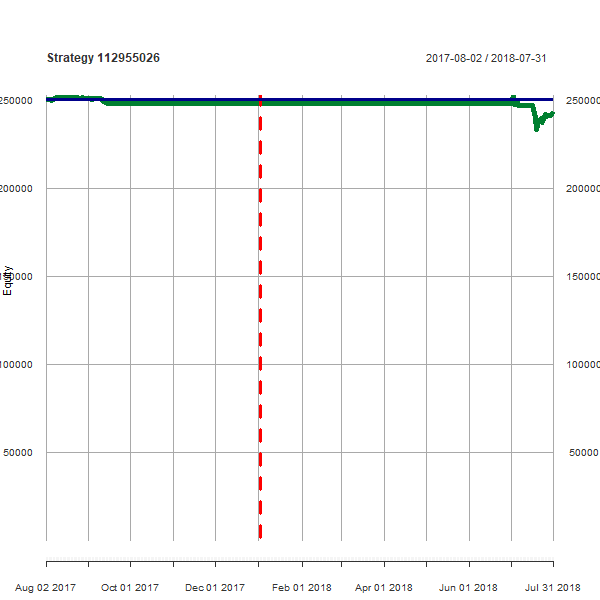 Strategy 112955026
2017-08-02 / 2018-07-31
250000 250000
200000 200000
150000 150000
100000 100000
50000 50000
Equity
Aug 02 2017 Oct 01 2017 Dec 01 2017 Feb 01 2018 Apr 01 2018 Jun 01 2018 Jul 31 2018